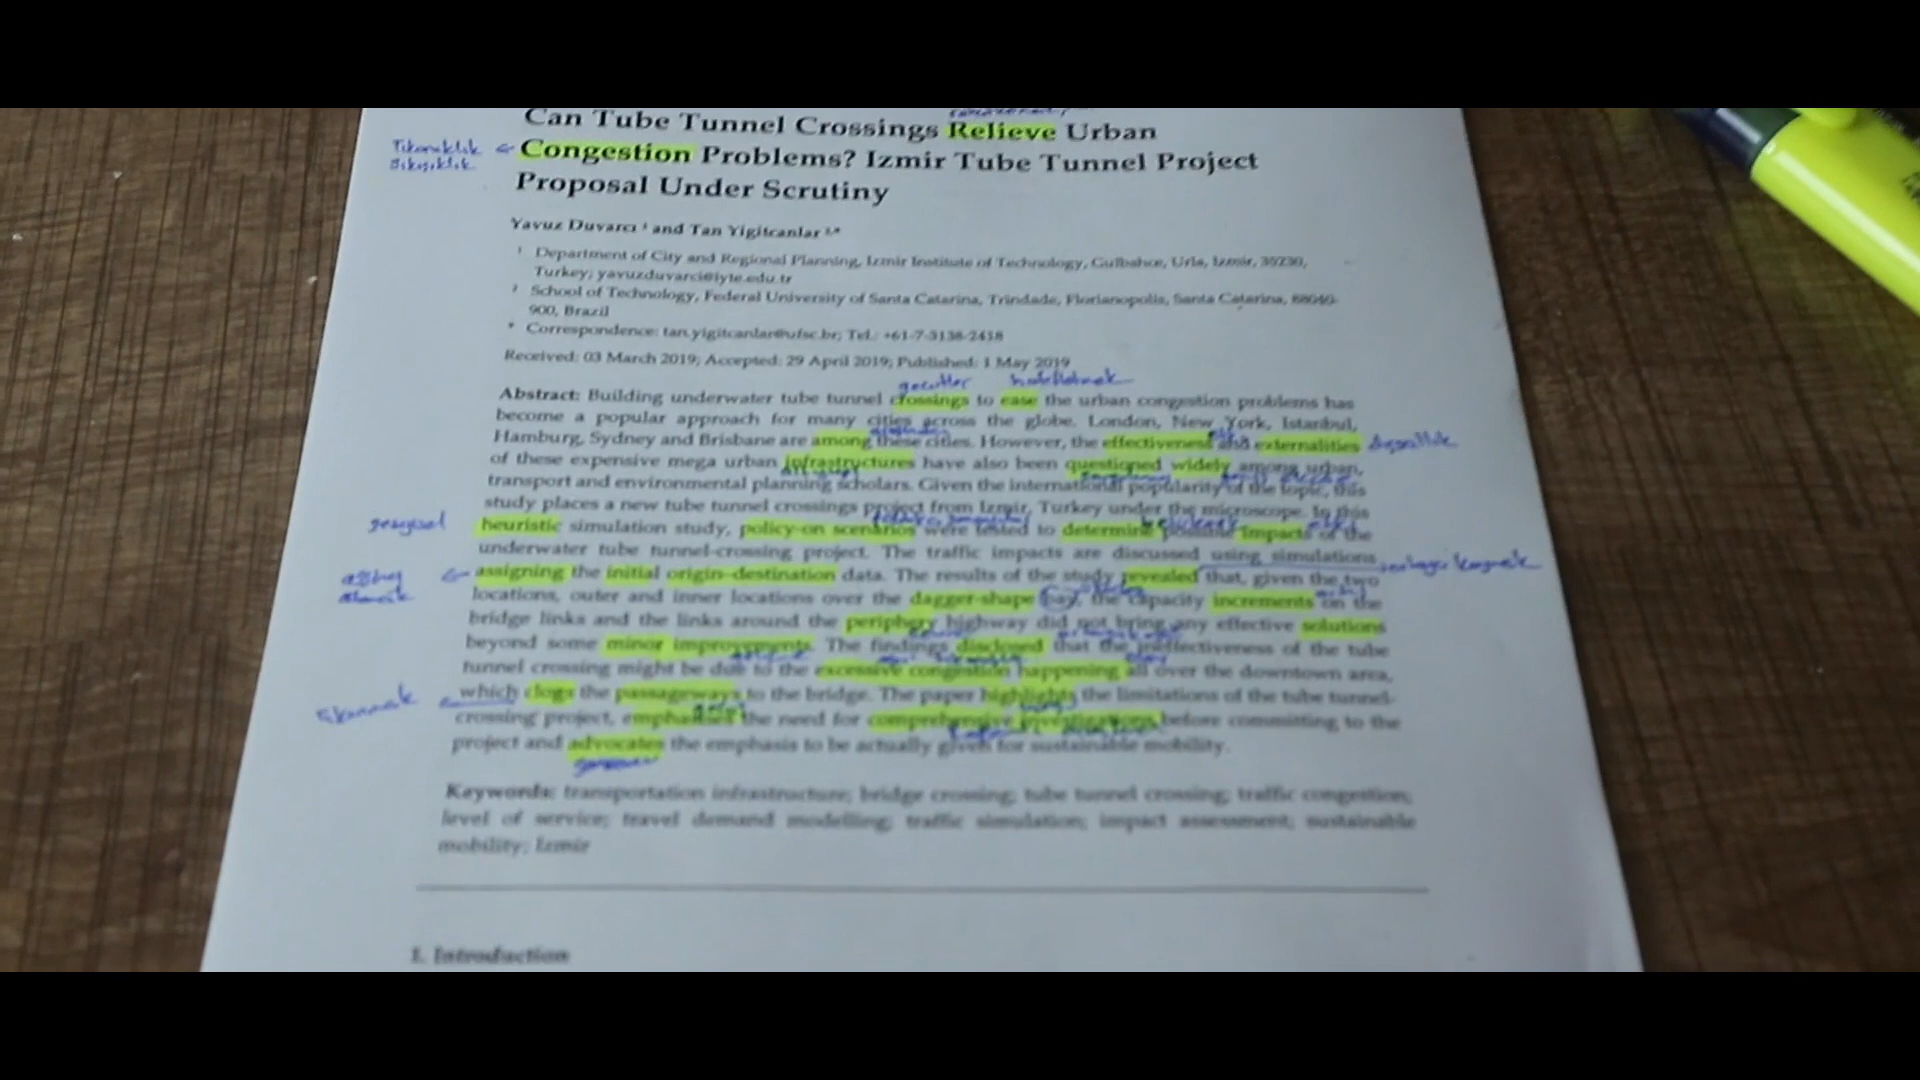 Can Tube Tunnel Crossings Relieve Urban
Tıkanıklık
Sıkışıklık
Congestion Problems? Izmir Tube Tunnel Project
Proposal Under Scrutiny
Yavuz Duvarcı ¹ and Tan Yigitcanlar ²,*
¹ Department of City and Regional Planning, Izmir Institute of Technology, Gulbahce, Urla, Izmir, 35230,
Turkey; yavuzduvarci@iyte.edu.tr
² School of Technology, Federal University of Santa Catarina, Trindade, Florianopolis, Santa Catarina, 88040-
900, Brazil
* Correspondence: tan.yigitcanlar@ufsc.br; Tel.: +61-7-3138-2418
Received: 03 March 2019; Accepted: 29 April 2019; Published: 1 May 2019
geçitler hafifletmek
Abstract: Building underwater tube tunnel crossings to ease the urban congestion problems has
become a popular approach for many cities across the globe. London, New York, Istanbul,
Hamburg, Sydney and Brisbane are among these cities. However, the effectiveness and externalities
dışsallık
of these expensive mega urban infrastructures have also been questioned widely among urban,
transport and environmental planning scholars. Given the international popularity of the topic, this
study places a new tube tunnel crossings project from Izmir, Turkey under the microscope. In this
sezgisel
heuristic simulation study, policy-on scenarios were tested to determine possible impacts of the
underwater tube tunnel-crossing project. The traffic impacts are discussed using simulations
assigning the initial origin–destination data. The results of the study revealed that, given the two
locations, outer and inner locations over the dagger-shape bay, the capacity increments on the
bridge links and the links around the periphery highway did not bring any effective solutions
beyond some minor improvements. The findings disclosed that the ineffectiveness of the tube
tunnel crossing might be due to the excessive congestion happening all over the downtown area,
which clogs the passageways to the bridge. The paper highlights the limitations of the tube tunnel-
crossing project, emphasises the need for comprehensive investigations before committing to the
project and advocates the emphasis to be actually given for sustainable mobility.
Keywords: transportation infrastructure; bridge crossing; tube tunnel crossing; traffic congestion;
level of service; travel demand modelling; traffic simulation; impact assessment; sustainable
mobility; Izmir
1. Introduction